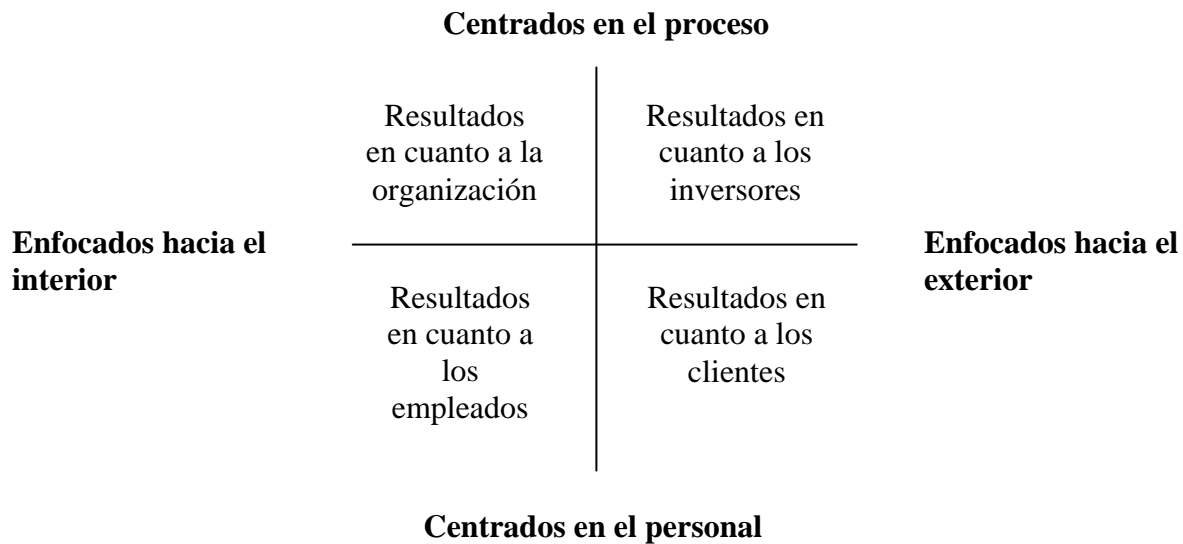 Centrados en el proceso
Resultados
en cuanto a la
organización
Resultados en
cuanto a los
inversores
Enfocados hacia el
interior
Enfocados hacia el
exterior
Resultados
en cuanto a
los
empleados
Resultados en
cuanto a los
clientes
Centrados en el personal